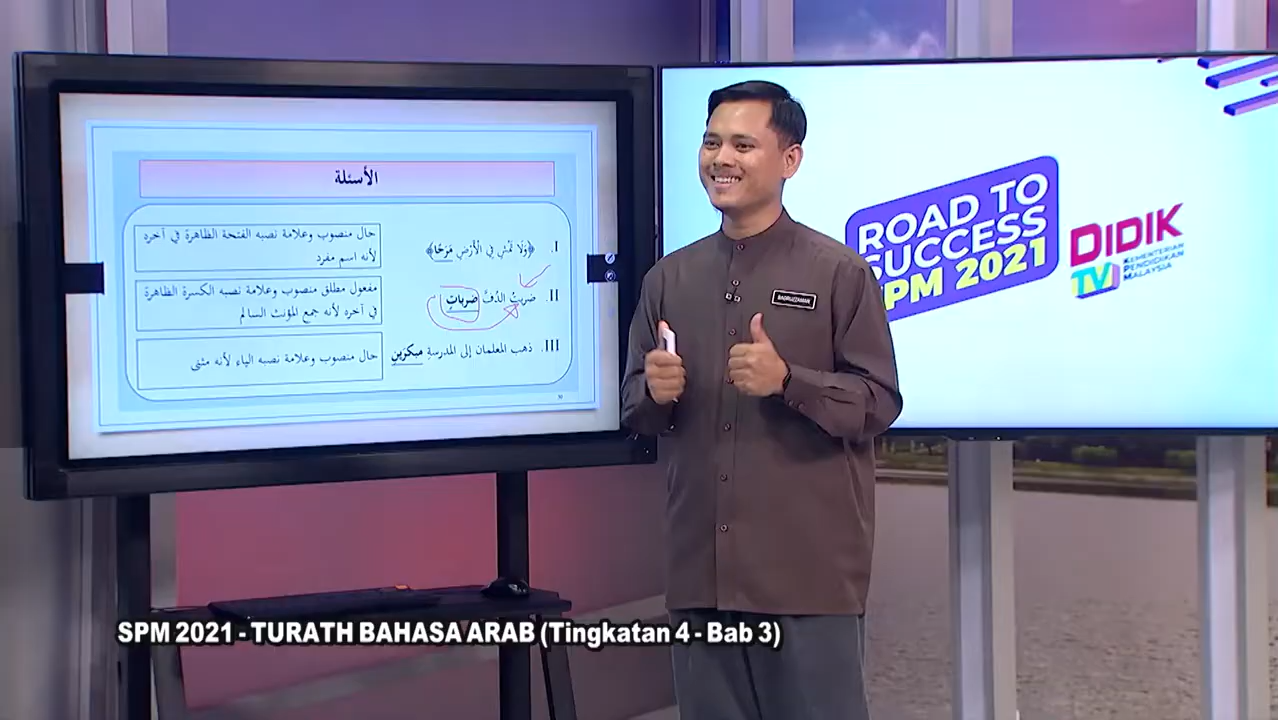 الأسئلة
I. ﴿وَلَا تَمْشِ فِي الْأَرْضِ مَرَحًا﴾
حال منصوب وعلامة نصبه الفتحة الظاهرة في آخره
لأنه اسم مفرد
II. ضربتُ الدُفَّ ضرباتٍ
مفعول مطلق منصوب وعلامة نصبه الكسرة الظاهرة
في آخره لأنه جمع المؤنث السالم
III. ذهب المعلمان إلى المدرسةِ مبكرَينِ
حال منصوب وعلامة نصبه الياء لأنه مثنى
BADRUZZAMAN
ROAD TO
SUCCESS
SPM 2021
DIDIK
TV
KEMENTERIAN
PENDIDIKAN
MALAYSIA
SPM 2021 - TURATH BAHASA ARAB (Tingkatan 4 - Bab 3)